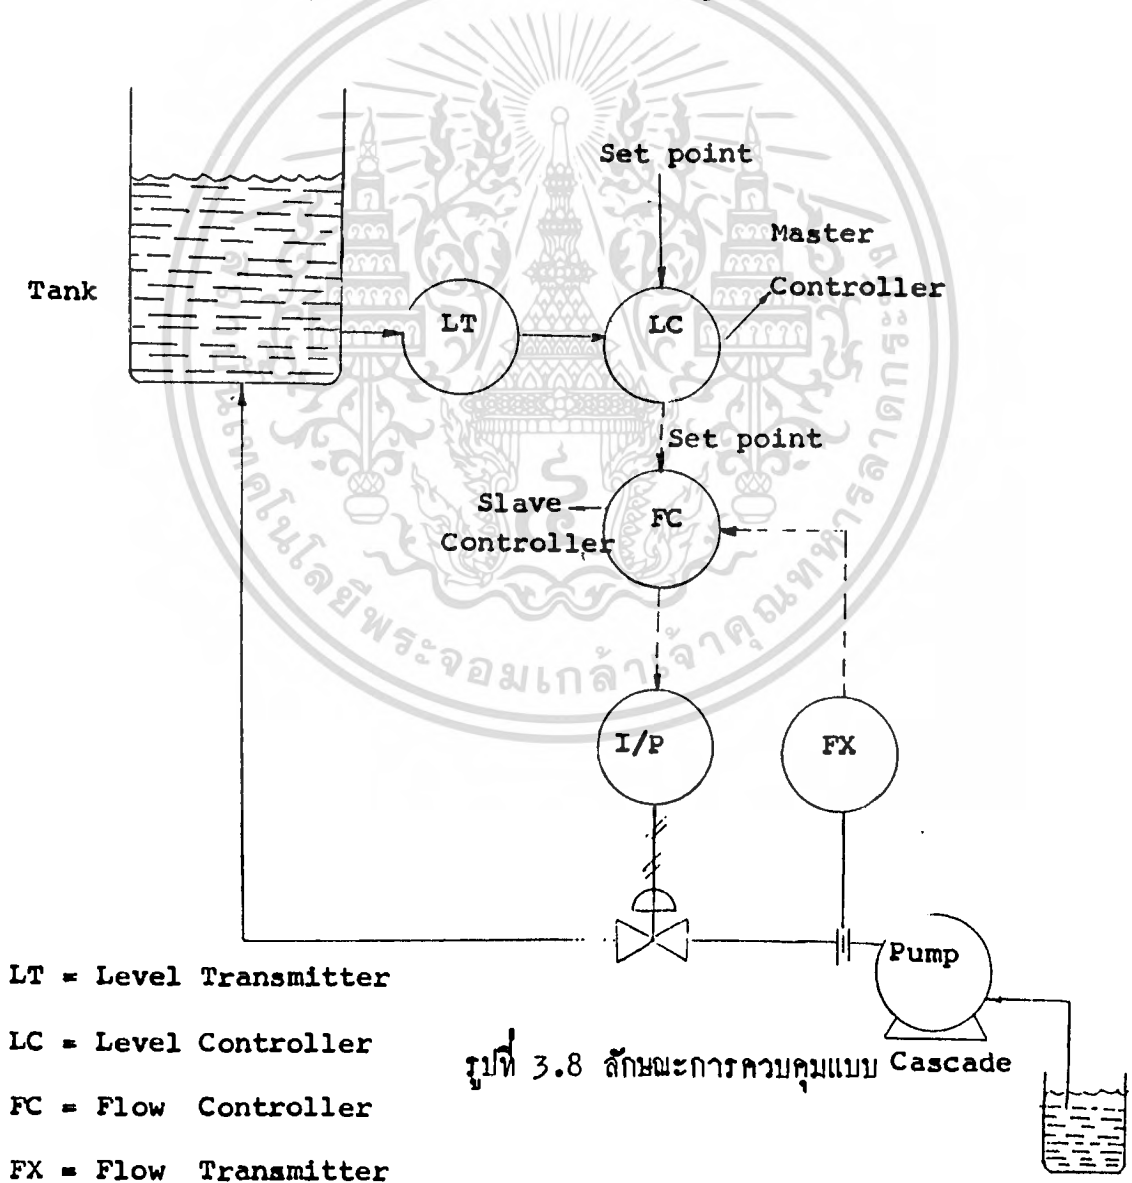 Set point
Master
Controller
Tank
LT
LC
Set point
Slave
Controller
FC
I/P
FX
Pump
LT = Level Transmitter
LC = Level Controller
FC = Flow Controller
FX = Flow Transmitter
รูปที่ 3.8 ลักษณะการควบคุมแบบ Cascade